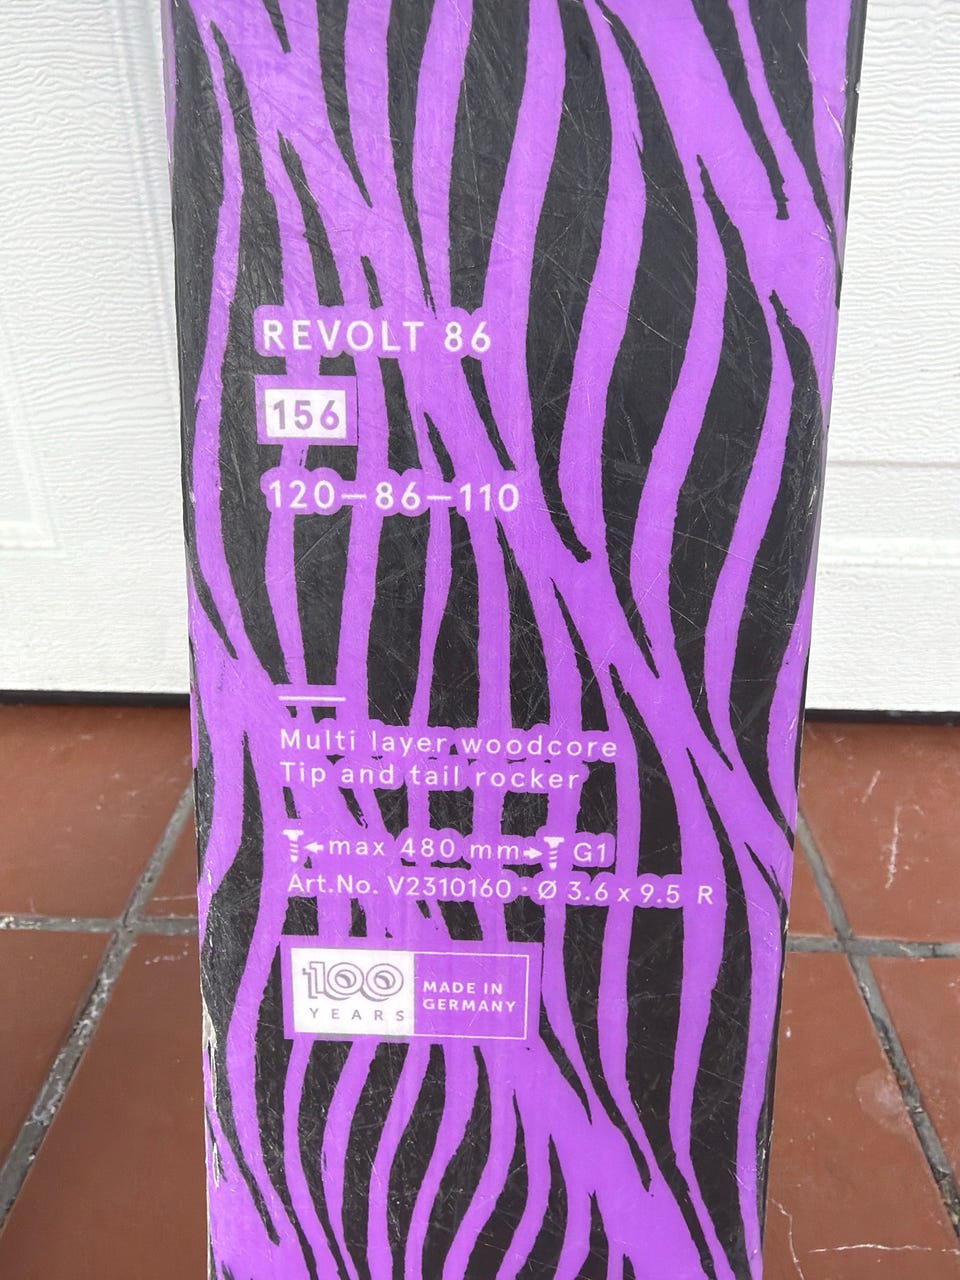 REVOLT 86
156
120–86–110
Multi layer woodcore
Tip and tail rocker
max 480 mm G1
Art.No. V2310160 · Ø 3.6 x 9.5 R
100
YEARS
MADE IN
GERMANY